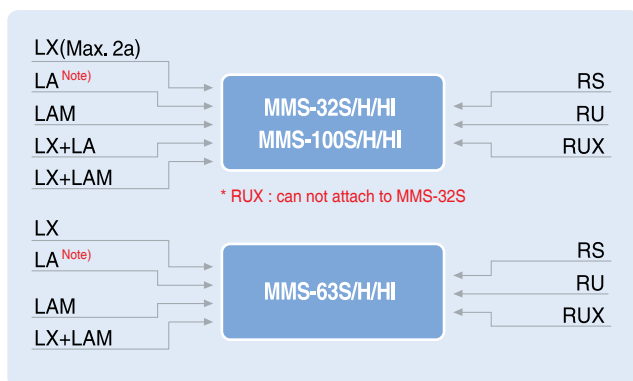 LX(Max. 2a)
LA Note)
LAM
LX+LA
LX+LAM
MMS-32S/H/HI
MMS-100S/H/HI
RS
RU
RUX
* RUX : can not attach to MMS-32S
LX
LA Note)
LAM
LX+LAM
MMS-63S/H/HI
RS
RU
RUX